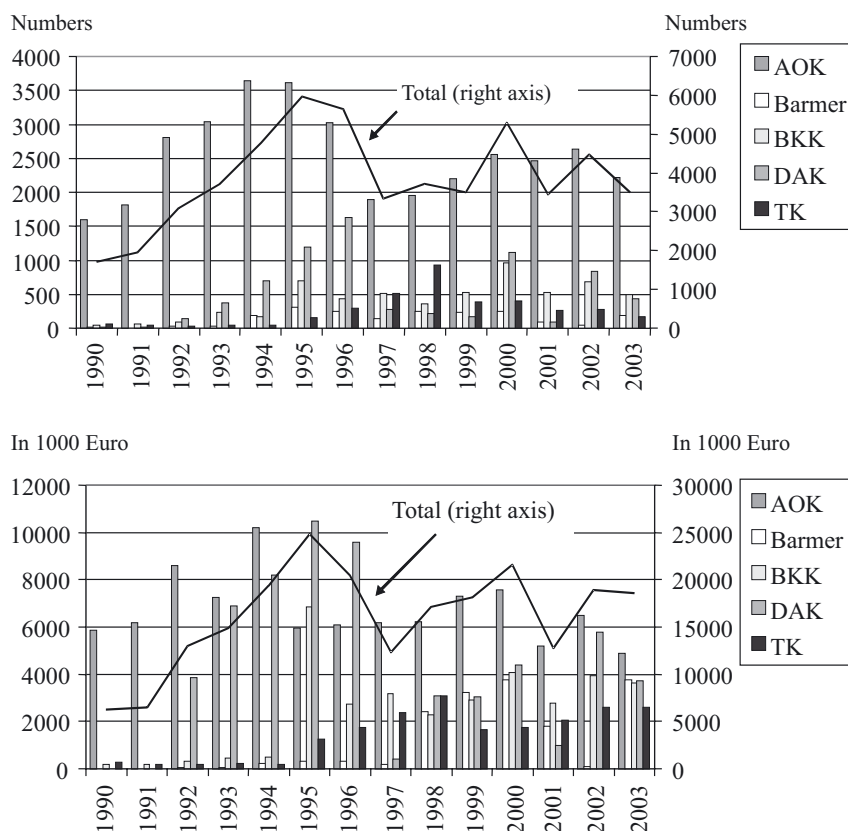 Numbers Numbers
4000 7000
3500 6000
3000 5000
2500 4000
2000 3000
1500 2000
1000 1000
500 0
0
Total (right axis)
AOK
Barmer
BKK
DAK
TK
1990 1991 1992 1993 1994 1995 1996 1997 1998 1999 2000 2001 2002 2003
In 1000 Euro In 1000 Euro
12000 30000
10000 25000
8000 20000
6000 15000
4000 10000
2000 5000
0 0
Total (right axis)
AOK
Barmer
BKK
DAK
TK
1990 1991 1992 1993 1994 1995 1996 1997 1998 1999 2000 2001 2002 2003